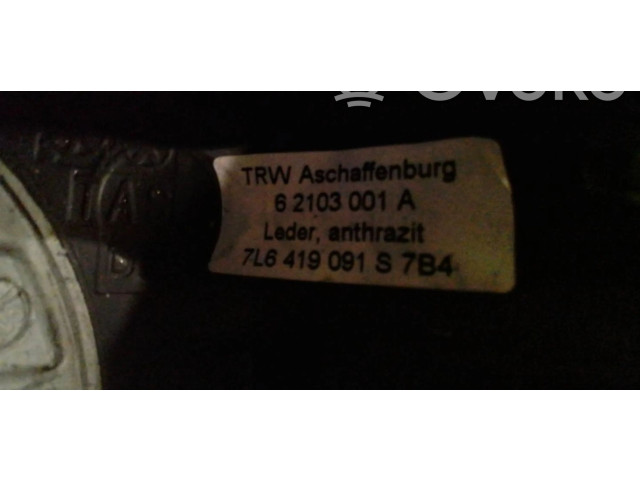 TRW Aschaffenburg
6 2103 001 A
Leder, anthrazit
7L6 419 091 S 7B4